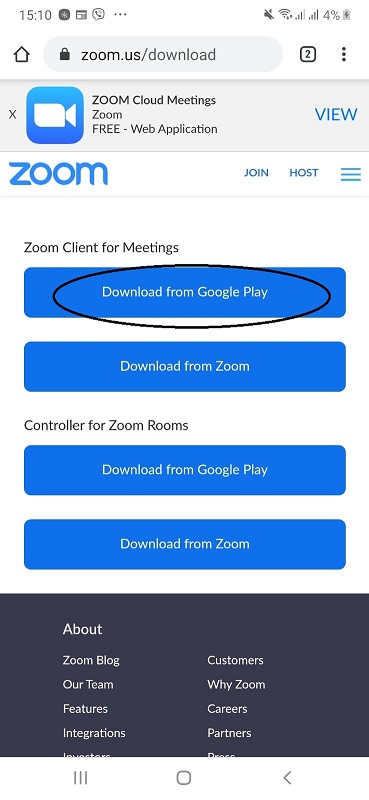 15:10 4%
zoom.us/download 2
X
ZOOM Cloud Meetings
Zoom
FREE - Web Application
VIEW
zoom JOIN HOST
Zoom Client for Meetings
Download from Google Play
Download from Zoom
Controller for Zoom Rooms
Download from Google Play
Download from Zoom
About
Zoom Blog Customers
Our Team Why Zoom
Features Careers
Integrations Partners
Investors Press